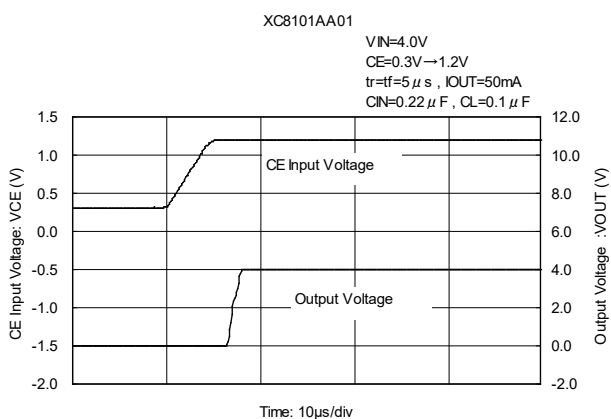 XC8101AA01
VIN=4.0V
CE=0.3V→1.2V
tr=tf=5μs , IOUT=50mA
CIN=0.22μF , CL=0.1μF
CE Input Voltage: VCE (V)
1.5
1.0
0.5
0.0
-0.5
-1.0
-1.5
-2.0
CE Input Voltage
Output Voltage
12.0
10.0
8.0
6.0
4.0
2.0
0.0
-2.0
Output Voltage :VOUT (V)
Time: 10μs/div